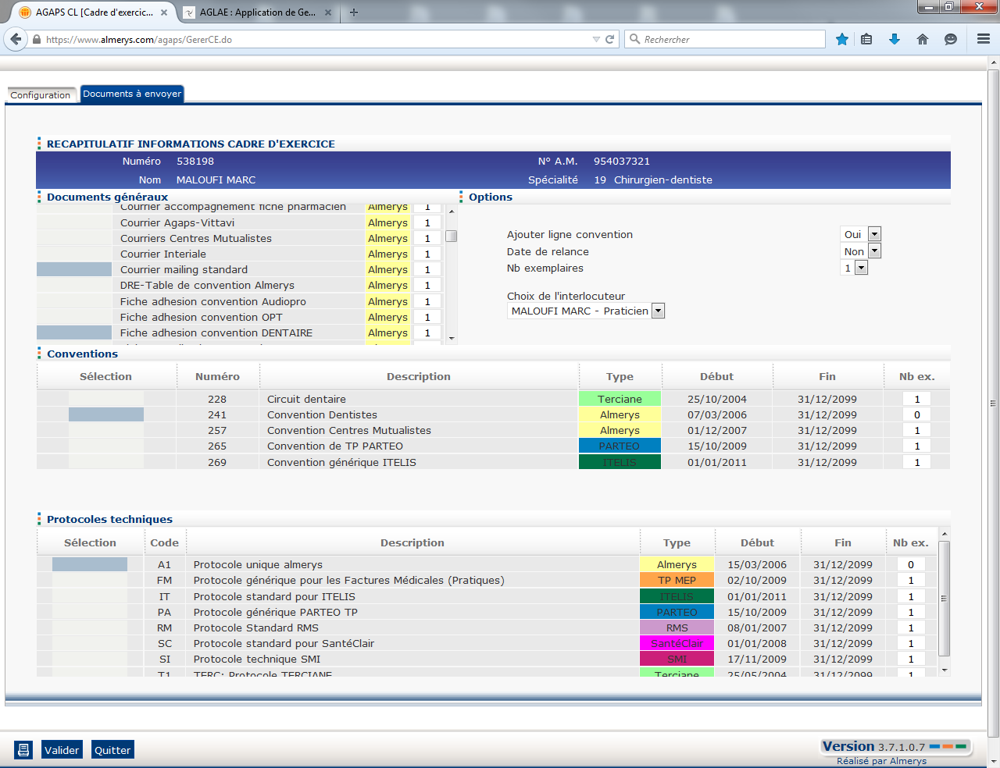 AGAPS CL [Cadre d'exercic...
AGLAE : Application de Ge...
https://www.almerys.com/agaps/GererCE.do
Rechercher
Configuration
Documents à envoyer
RECAPITULATIF INFORMATIONS CADRE D'EXERCICE
Numéro 538198 N° A.M. 954037321
Nom MALOUFI MARC Spécialité 19 Chirurgien-dentiste
Documents généraux
Courrier accompagnement fiche pharmacien Almerys 1
Courrier Agaps-Vittavi Almerys 1
Courriers Centres Mutualistes Almerys 1
Courrier Interiale Almerys 1
Courrier mailing standard Almerys 1
DRE-Table de convention Almerys Almerys 1
Fiche adhesion convention Audiopro Almerys 1
Fiche adhesion convention OPT Almerys 1
Fiche adhesion convention DENTAIRE Almerys 1
Options
Ajouter ligne convention Oui
Date de relance Non
Nb exemplaires 1
Choix de l'interlocuteur
MALOUFI MARC - Praticien
Conventions
Sélection Numéro Description Type Début Fin Nb ex.
228 Circuit dentaire Terciane 25/10/2004 31/12/2099 1
241 Convention Dentistes Almerys 07/03/2006 31/12/2099 0
257 Convention Centres Mutualistes Almerys 01/12/2007 31/12/2099 1
265 Convention de TP PARTEO PARTEO 15/10/2009 31/12/2099 1
269 Convention générique ITELIS ITELIS 01/01/2011 31/12/2099 1
Protocoles techniques
Sélection Code Description Type Début Fin Nb ex.
A1 Protocole unique almerys Almerys 15/03/2006 31/12/2099 0
FM Protocole générique pour les Factures Médicales (Pratiques) TP MEP 02/10/2009 31/12/2099 1
IT Protocole standard pour ITELIS ITELIS 01/01/2011 31/12/2099 1
PA Protocole générique PARTEO TP PARTEO 15/10/2009 31/12/2099 1
RM Protocole Standard RMS RMS 08/01/2007 31/12/2099 1
SC Protocole standard pour SantéClair SantéClair 01/01/2008 31/12/2099 1
SI Protocole technique SMI SMI 17/11/2009 31/12/2099 1
T1 TERC: Protocole TERCIANE Terciane 25/05/2004 31/12/2099 1
Valider
Quitter
Version 3.7.1.0.7
Réalisé par Almerys